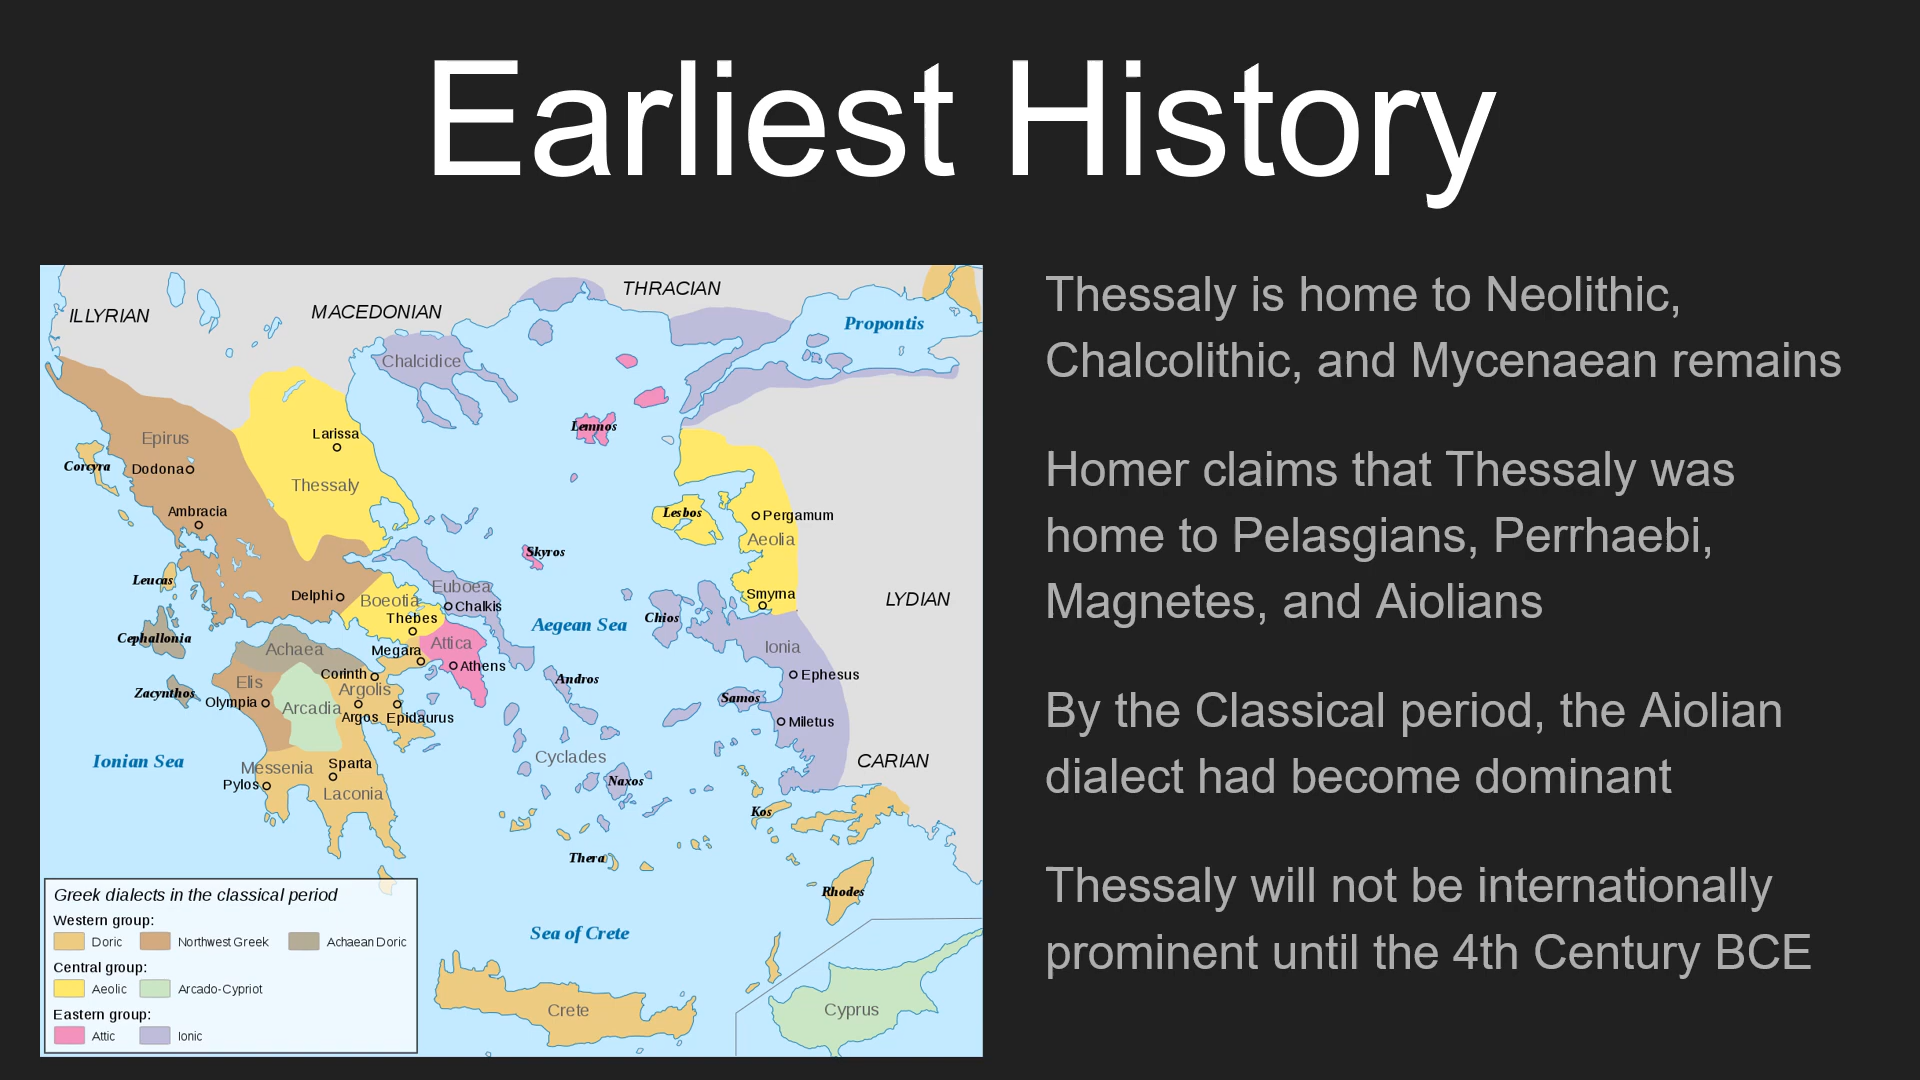 Earliest History
Thessaly is home to Neolithic,
Chalcolithic, and Mycenaean remains
Homer claims that Thessaly was
home to Pelasgians, Perrhaebi,
Magnetes, and Aiolians
By the Classical period, the Aiolian
dialect had become dominant
Thessaly will not be internationally
prominent until the 4th Century BCE
ILLYRIAN
MACEDONIAN
THRACIAN
Propontis
Chalcidice
Lemnos
Larissa
Epirus
Corcyra
Dodona
Thessaly
Ambracia
Lesbos
Pergamum
Aeolia
Skyros
Leucas
Delphi
Boeotia
Euboea
Chalkis
Thebes
Smyrna
LYDIAN
Chios
Aegean Sea
Cephallonia
Achaea
Megara
Attica
Athens
Ionia
Corinth
Elis
Argolis
Andros
Ephesus
Zacynthos
Olympia
Arcadia
Argos
Epidaurus
Samos
Miletus
Ionian Sea
Messenia
Sparta
Cyclades
CARIAN
Pylos
Laconia
Naxos
Kos
Thera
Rhodes
Sea of Crete
Crete
Cyprus
Greek dialects in the classical period
Western group:
Doric Northwest Greek Achaean Doric
Central group:
Aeolic Arcado-Cypriot
Eastern group:
Attic Ionic